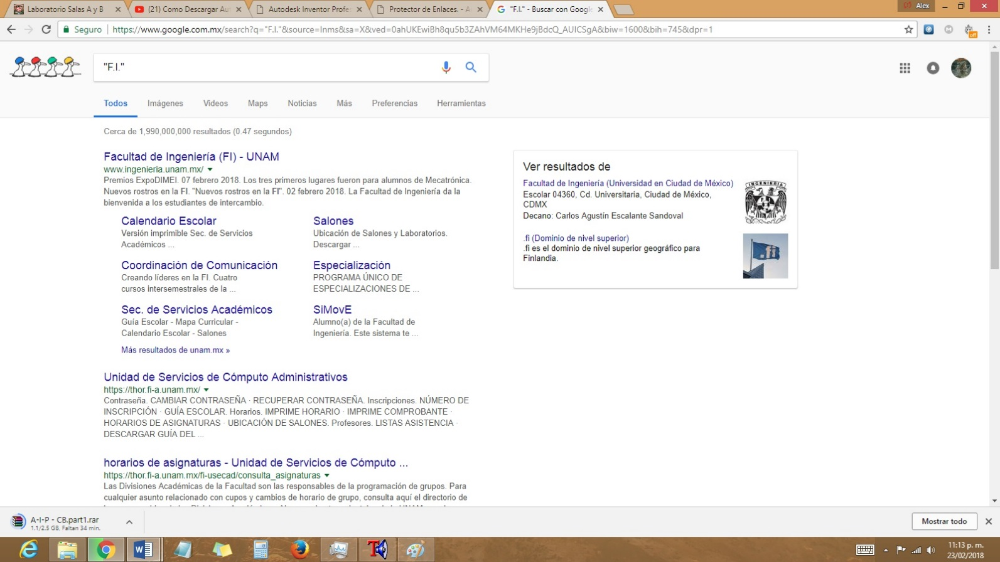 Laboratorio Salas A y B
(21) Como Descargar Aut
Autodesk Inventor Profes
Protector de Enlaces. - A
"F.I." - Buscar con Google
Alex
Seguro
https://www.google.com.mx/search?q="F.I."&source=lnms&sa=X&ved=0ahUKEwiBh8qu5b3ZAhVM64MKHe9jBdcQ_AUICSgA&biw=1600&bih=745&dpr=1
off
"F.I."
Todos Imágenes Videos Maps Noticias Más Preferencias Herramientas
Cerca de 1,990,000,000 resultados (0.47 segundos)
Facultad de Ingeniería (FI) - UNAM
www.ingenieria.unam.mx/
Premios ExpoDIMEI. 07 febrero 2018. Los tres primeros lugares fueron para alumnos de Mecatrónica.
Nuevos rostros en la FI. "Nuevos rostros en la FI". 02 febrero 2018. La Facultad de Ingeniería da la
bienvenida a los estudiantes de intercambio.
Calendario Escolar
Versión imprimible Sec. de Servicios
Académicos ...
Salones
Ubicación de Salones y Laboratorios.
Descargar ...
Coordinación de Comunicación
Creando líderes en la FI. Cuatro
cursos intersemestrales de la ...
Especialización
PROGRAMA ÚNICO DE
ESPECIALIZACIONES DE ...
Sec. de Servicios Académicos
Guía Escolar - Mapa Curricular -
Calendario Escolar - Salones
SiMovE
Alumno(a) de la Facultad de
Ingeniería. Este sistema te ...
Más resultados de unam.mx »
Unidad de Servicios de Cómputo Administrativos
https://thor.fi-a.unam.mx/
Contraseña. CAMBIAR CONTRASEÑA · RECUPERAR CONTRASEÑA. Inscripciones. NÚMERO DE
INSCRIPCIÓN · GUÍA ESCOLAR. Horarios. IMPRIME HORARIO · IMPRIME COMPROBANTE ·
HORARIOS DE ASIGNATURAS · UBICACIÓN DE SALONES. Profesores. LISTAS ASISTENCIA ·
DESCARGAR GUÍA DEL ...
horarios de asignaturas - Unidad de Servicios de Cómputo ...
https://thor.fi-a.unam.mx/fi-usecad/consulta_asignaturas
Las Divisiones Académicas de la Facultad son las responsables de la programación de grupos. Para
cualquier asunto relacionado con cupos y cambios de horario de grupo, consulta aquí el directorio de
Ver resultados de
Facultad de Ingeniería (Universidad en Ciudad de México)
Escolar 04360, Cd. Universitaria, Ciudad de México,
CDMX
Decano: Carlos Agustín Escalante Sandoval
INGENIERIA
.fi (Dominio de nivel superior)
.fi es el dominio de nivel superior geográfico para
Finlandia.
fi
A-I-P - CB.part1.rar
1.1/2.5 GB, Faltan 34 min.
Mostrar todo
11:13 p. m.
23/02/2018